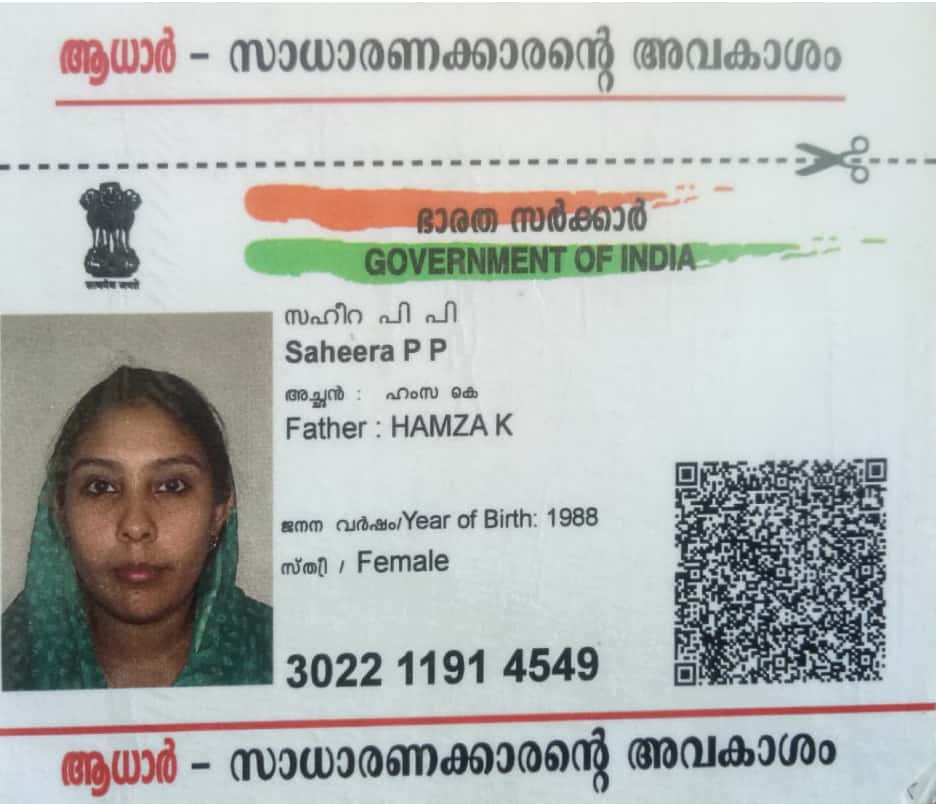 ആധാർ - സാധാരണക്കാരന്റെ അവകാശം
ഭാരത സർക്കാർ
GOVERNMENT OF INDIA
सत्यमेव जयते
സഹീറ പി പി
Saheera P P
അച്ഛൻ : ഹംസ കെ
Father : HAMZA K
ജനന വർഷം/Year of Birth: 1988
സ്ത്രീ / Female
3022 1191 4549
ആധാർ - സാധാരണക്കാരന്റെ അവകാശം